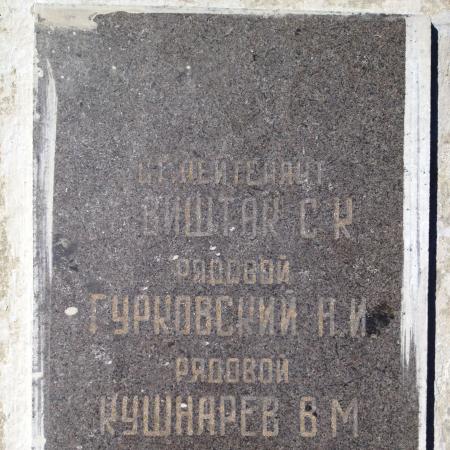 СТ. ЛЕЙТЕНАНТ
ВИШТАК С К
РЯДОВОЙ
ГУРКОВСКИЙ Н. И
РЯДОВОЙ
КУШНАРЕВ В М